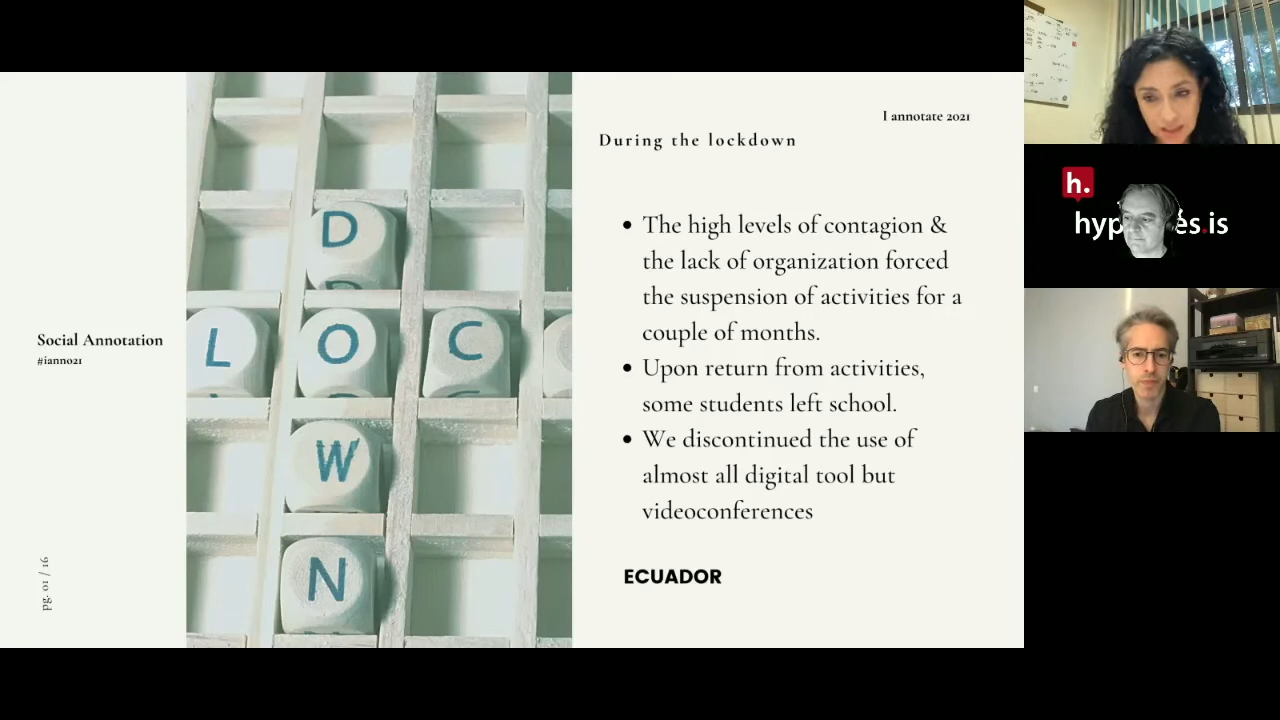 I annotate 2021
During the lockdown
The high levels of contagion &
the lack of organization forced
the suspension of activities for a
couple of months.
Upon return from activities,
some students left school.
We discontinued the use of
almost all digital tool but
videoconferences
ECUADOR
Social Annotation
#ianno21
pg. 01 / 16
D
L O C
W
N
h.